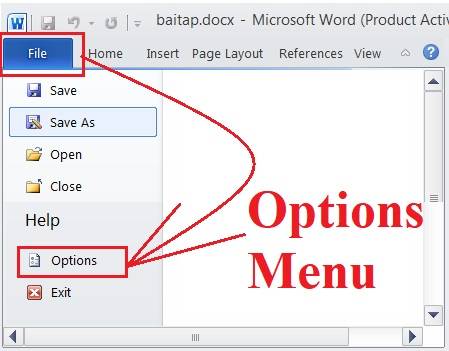 W baitap.docx - Microsoft Word (Product Activ
File Home Insert Page Layout References View
Save
Save As
Open
Close
Help
Options
Exit
Options
Menu